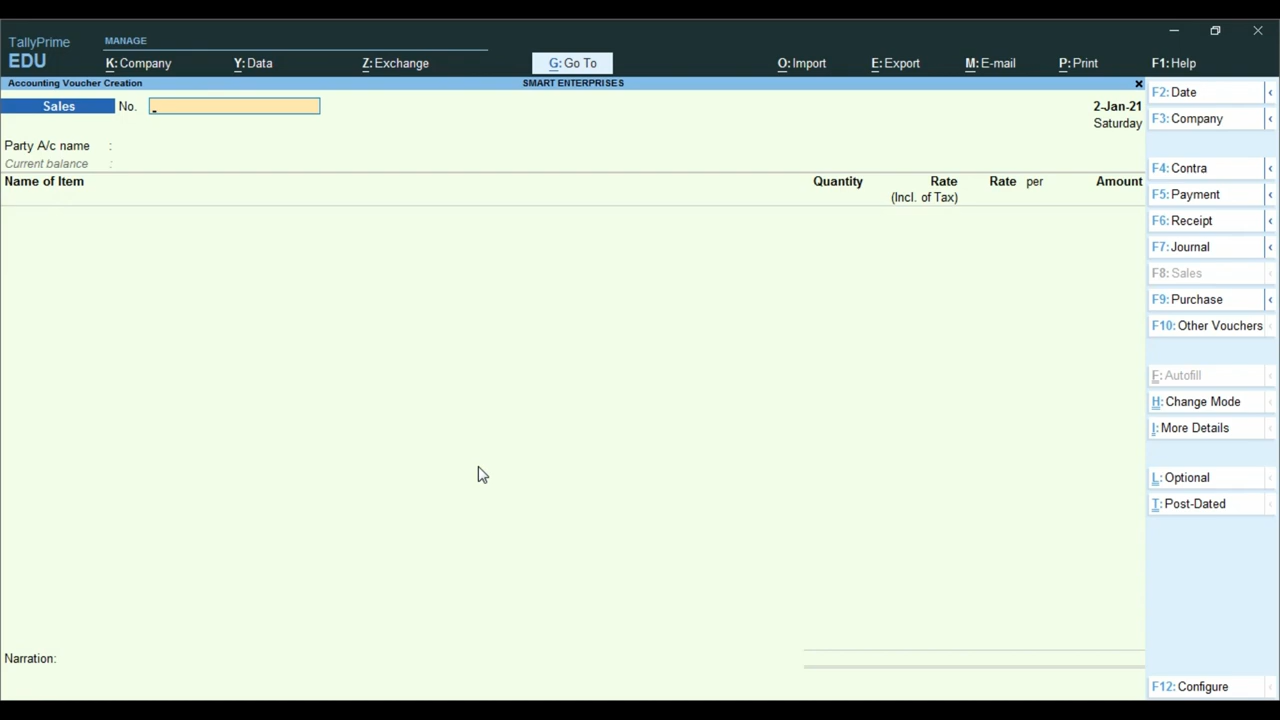 TallyPrime
EDU
MANAGE
K: Company
Y: Data
Z: Exchange
G: Go To
O: Import
E: Export
M: E-mail
P: Print
F1: Help
Accounting Voucher Creation
SMART ENTERPRISES
Sales No.
2-Jan-21
Saturday
Party A/c name :
Current balance :
Name of Item Quantity Rate Rate per Amount
(Incl. of Tax)
Narration:
F2: Date
F3: Company
F4: Contra
F5: Payment
F6: Receipt
F7: Journal
F8: Sales
F9: Purchase
F10: Other Vouchers
F: Autofill
H: Change Mode
I: More Details
L: Optional
T: Post-Dated
F12: Configure